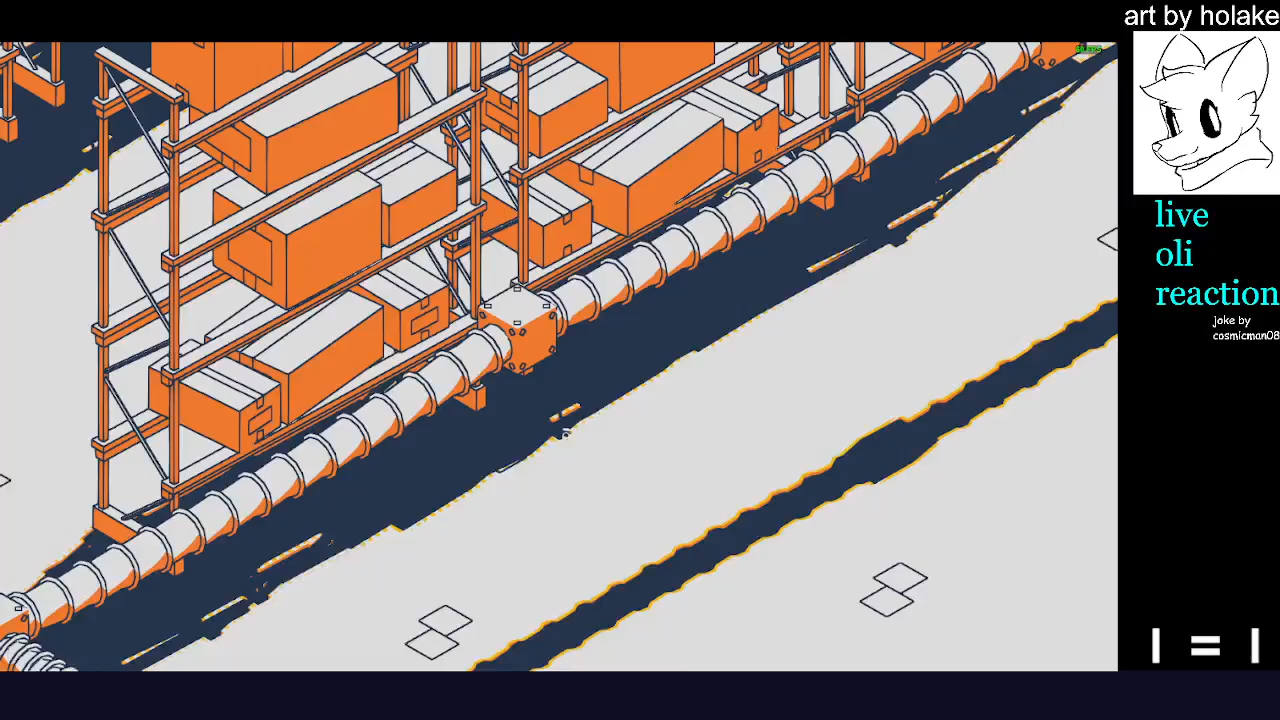 art by holake
live
oli
reaction
joke by
cosmicman08
| = |